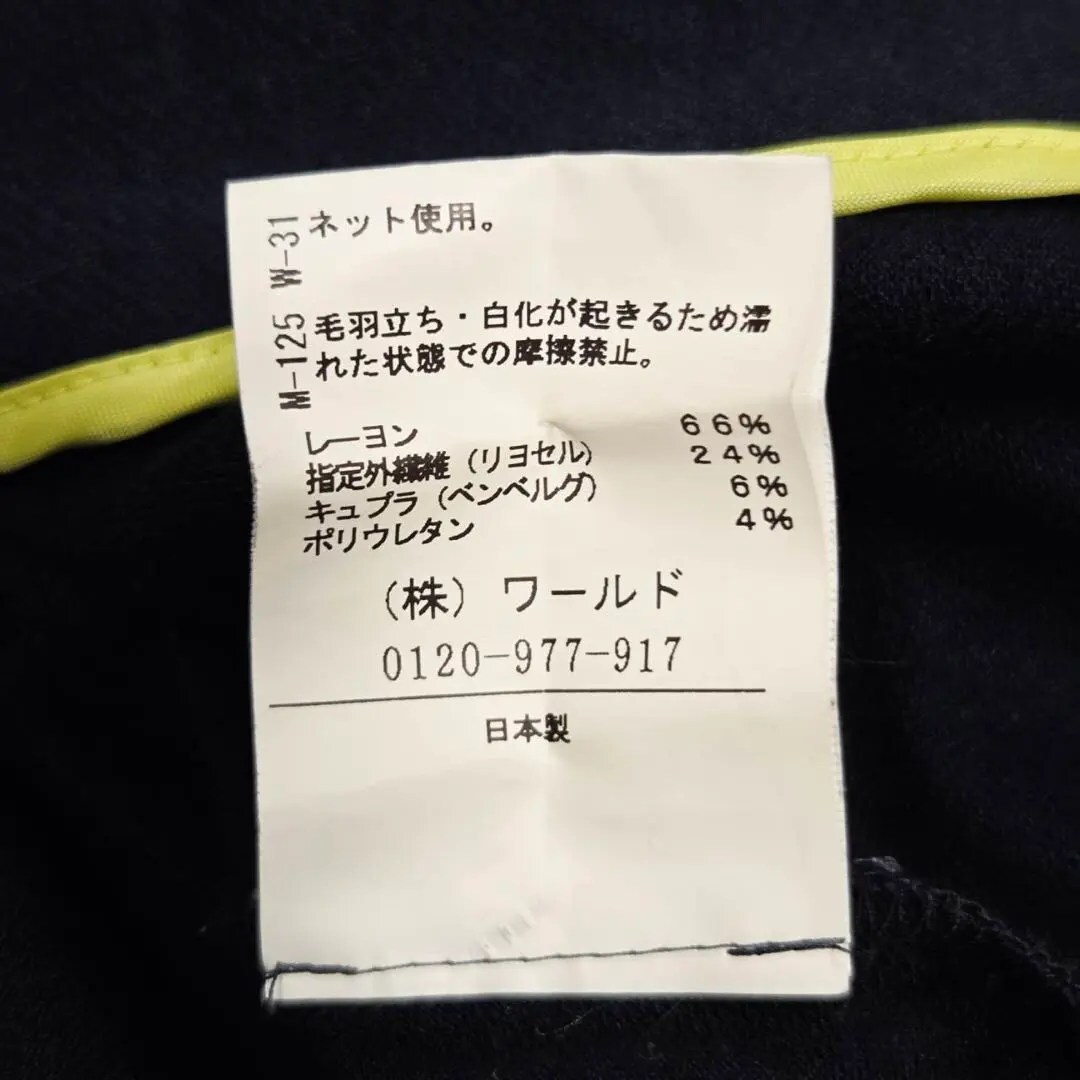 M-125 W-31
ネット使用。
毛羽立ち・白化が起きるため濡
れた状態での摩擦禁止。
レーヨン 66%
指定外繊維(リヨセル) 24%
キュプラ(ベンベルグ) 6%
ポリウレタン 4%
(株) ワールド
0120-977-917
日本製